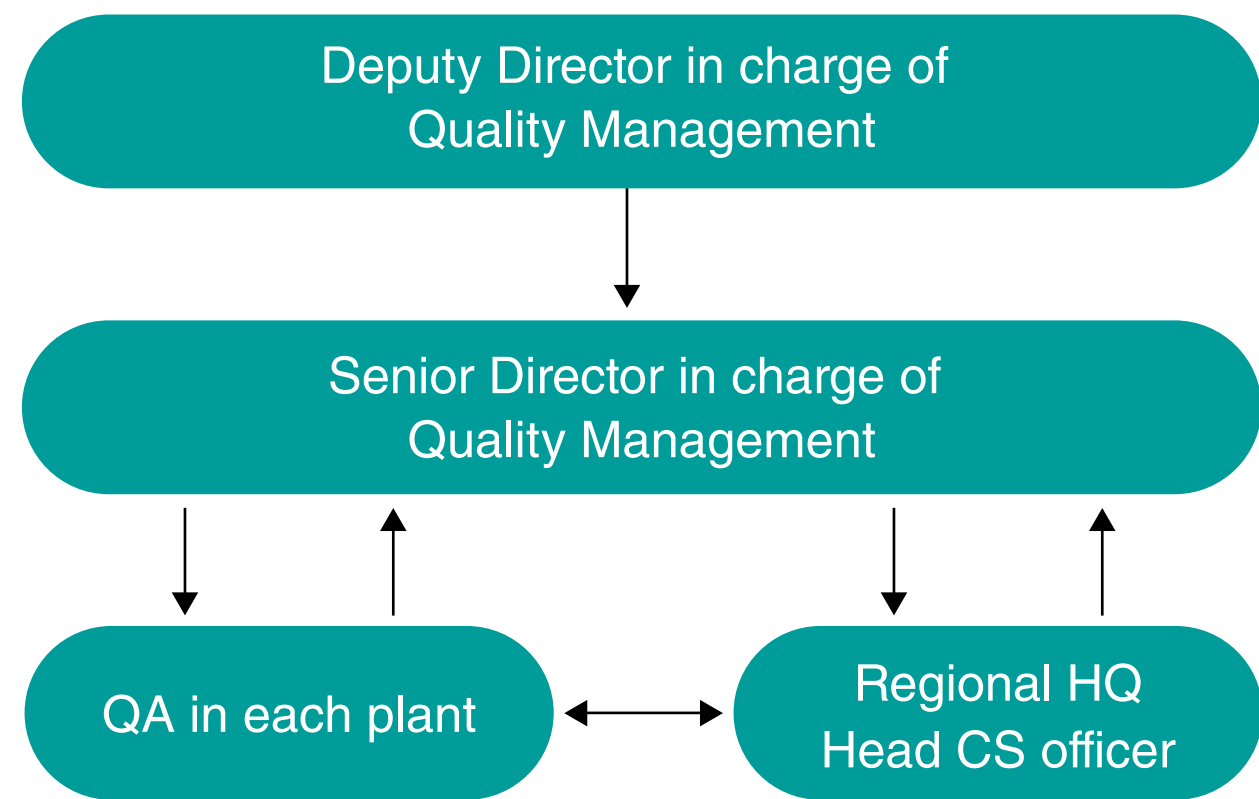 Deputy Director in charge of
Quality Management
Senior Director in charge of
Quality Management
QA in each plant
Regional HQ
Head CS officer